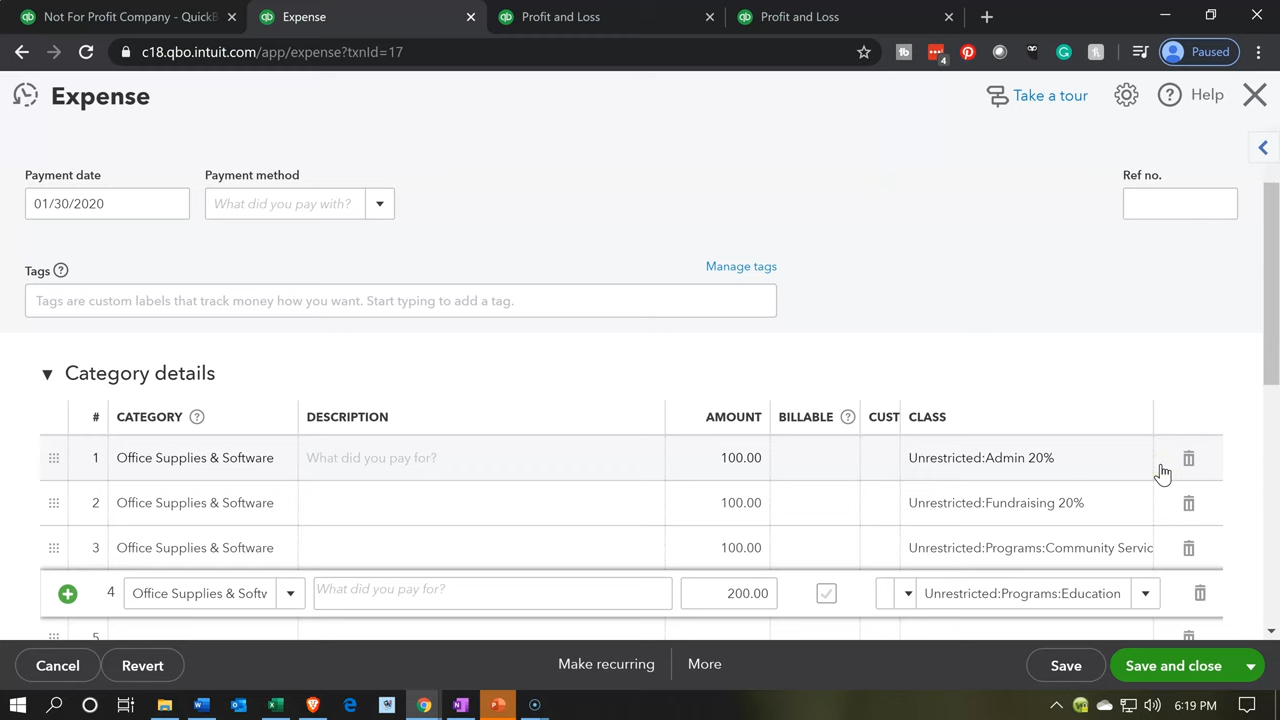 Not For Profit Company - QuickB
Expense
Profit and Loss
Profit and Loss
c18.qbo.intuit.com/app/expense?txnId=17
Paused
Expense
Take a tour
Help
Payment date
Payment method
Ref no.
01/30/2020
What did you pay with?
Tags
Manage tags
Tags are custom labels that track money how you want. Start typing to add a tag.
Category details
# CATEGORY DESCRIPTION AMOUNT BILLABLE CUST CLASS
1 Office Supplies & Software What did you pay for? 100.00 Unrestricted:Admin 20%
2 Office Supplies & Software 100.00 Unrestricted:Fundraising 20%
3 Office Supplies & Software 100.00 Unrestricted:Programs:Community Servic
4 Office Supplies & Softv What did you pay for? 200.00 Unrestricted:Programs:Education
5
Cancel Revert Make recurring More Save Save and close
6:19 PM